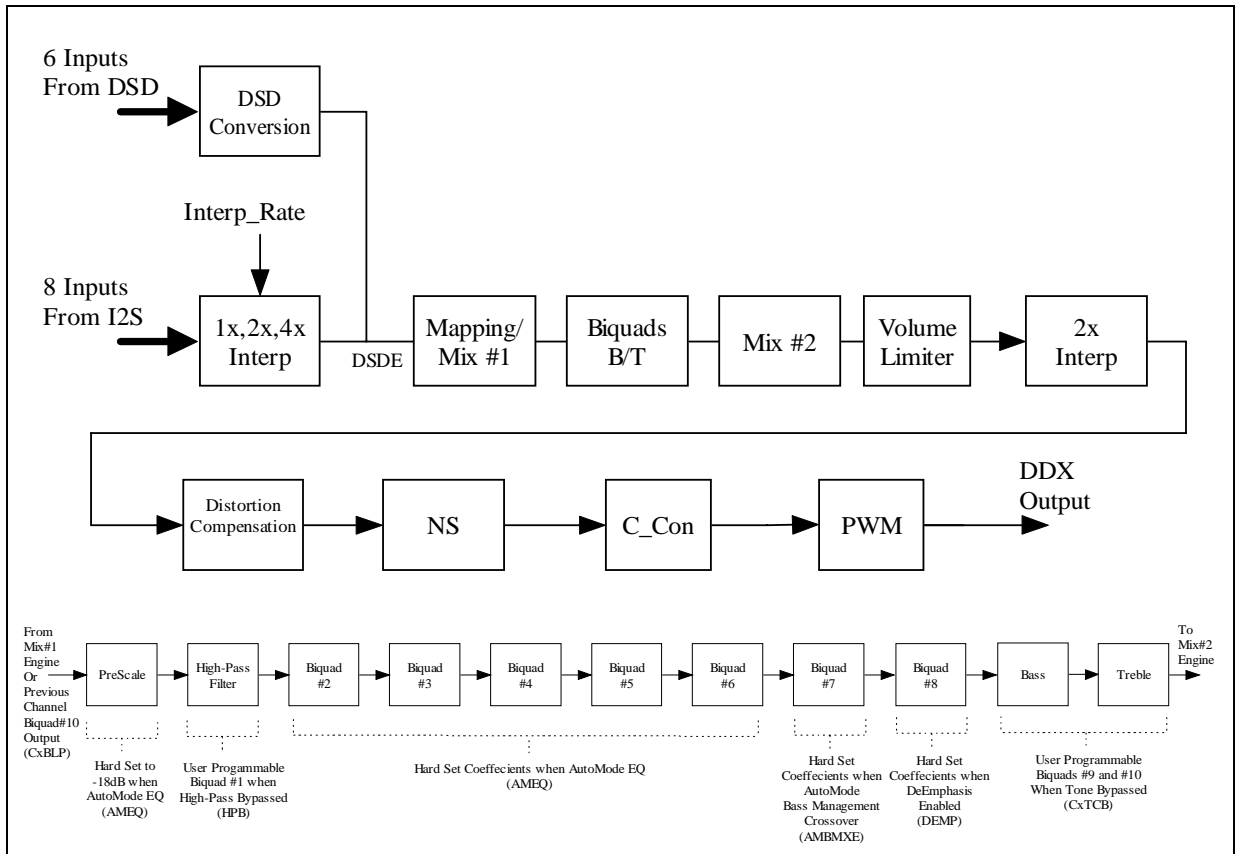 6 Inputs
From DSD
DSD
Conversion
Interp_Rate
8 Inputs
From I2S
1x,2x,4x
Interp
DSDE
Mapping/
Mix #1
Biquads
B/T
Mix #2
Volume
Limiter
2x
Interp
Distortion
Compensation
NS
C_Con
PWM
DDX
Output
From
Mix#1
Engine
Or
Previous
Channel
Biquad#10
Output
(CxBLP)
PreScale
High-Pass
Filter
Biquad
#2
Biquad
#3
Biquad
#4
Biquad
#5
Biquad
#6
Biquad
#7
Biquad
#8
Bass
Treble
To
Mix#2
Engine
Hard Set to
-18dB when
AutoMode EQ
(AMEQ)
User Progammable
Biquad #1 when
High-Pass Bypassed
(HPB)
Hard Set Coeffecients when AutoMode EQ
(AMEQ)
Hard Set
Coeffecients when
AutoMode
Bass Management
Crossover
(AMBMXE)
Hard Set
Coeffecients when
DeEmphasis
Enabled
(DEMP)
User Programmable
Biquads #9 and #10
When Tone Bypassed
(CxTCB)